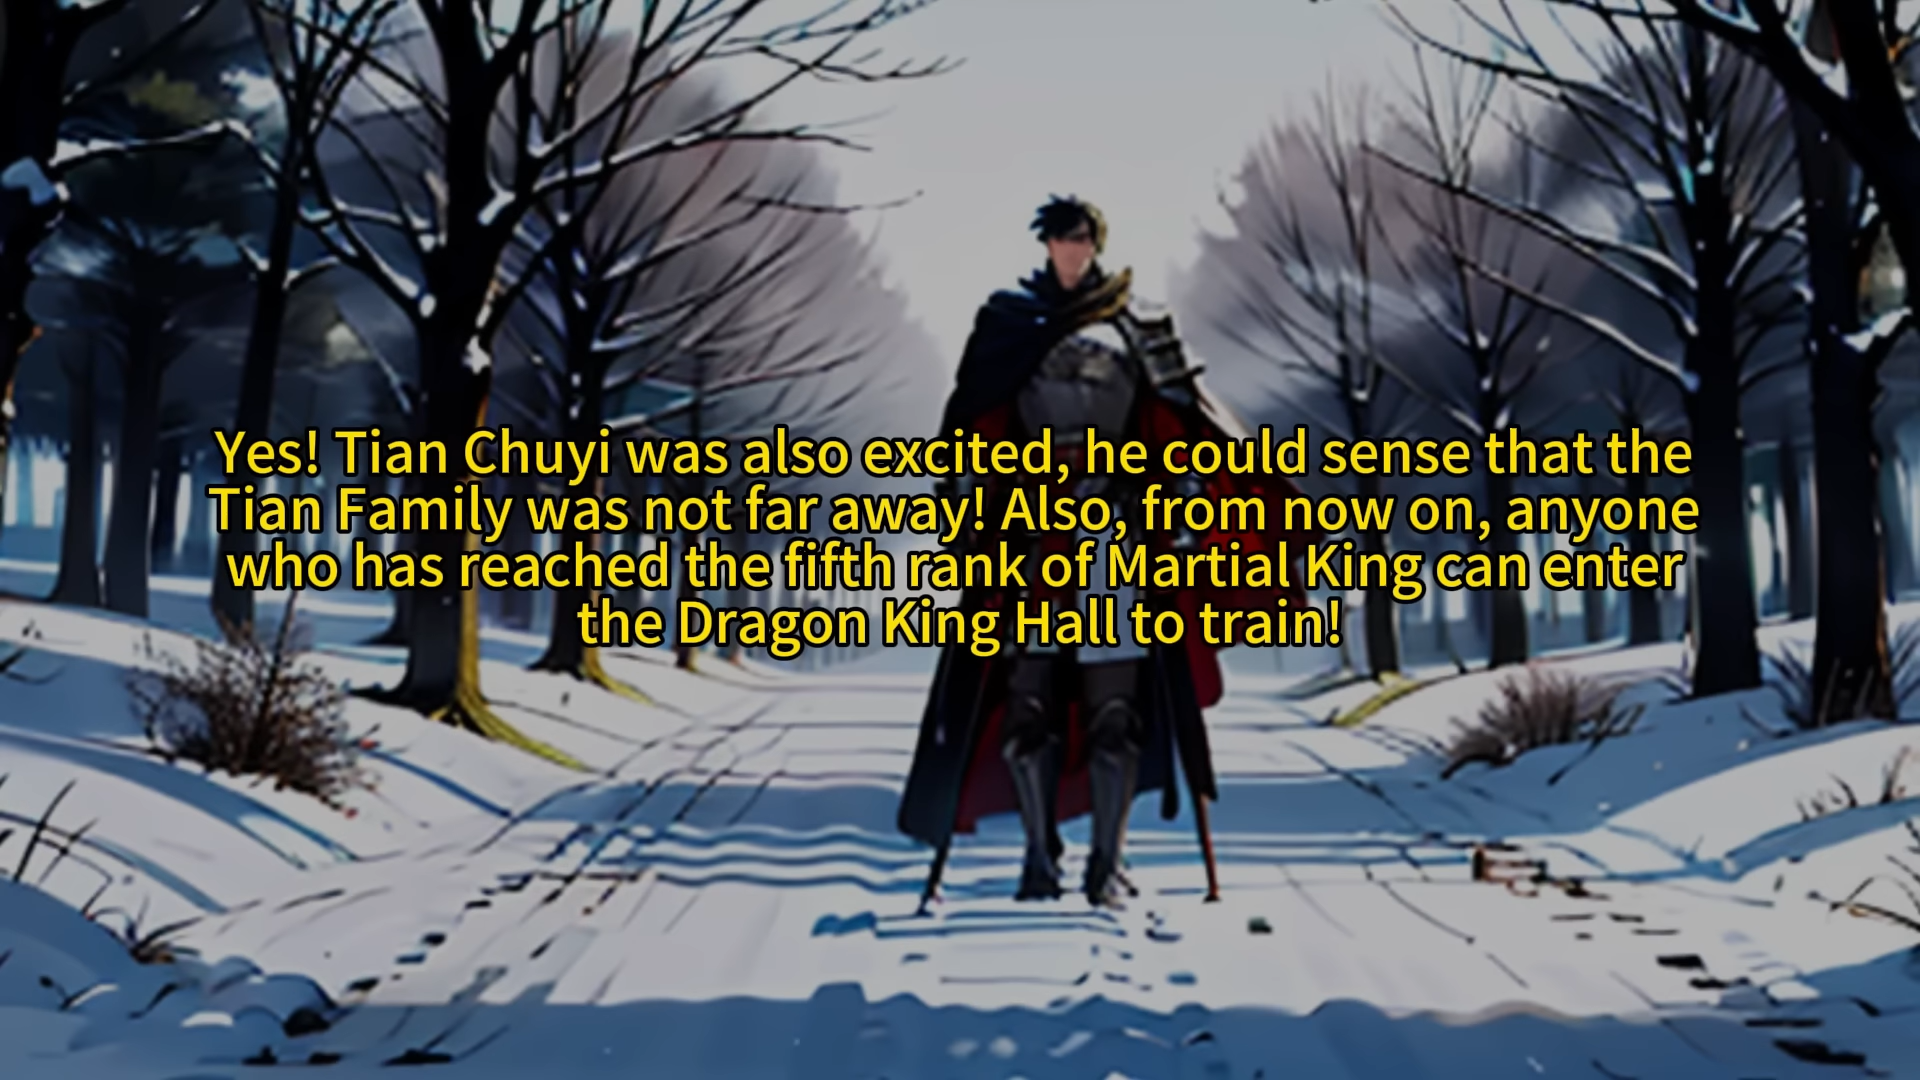 Yes! Tian Chuyi was also excited, he could sense that the
Tian Family was not far away! Also, from now on, anyone
who has reached the fifth rank of Martial King can enter
the Dragon King Hall to train!